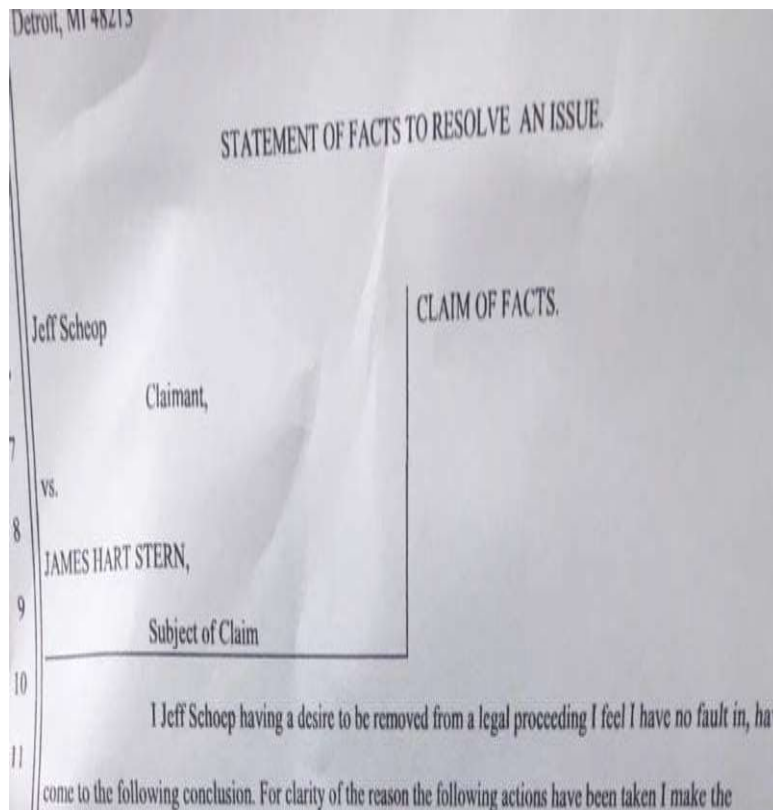 Detroit, MI 48213
STATEMENT OF FACTS TO RESOLVE AN ISSUE.
Jeff Scheop
CLAIM OF FACTS.
Claimant,
7
vs.
8
JAMES HART STERN,
9
Subject of Claim
10
I Jeff Schoep having a desire to be removed from a legal proceeding I feel I have no fault in, ha
11
come to the following conclusion. For clarity of the reason the following actions have been taken I make the